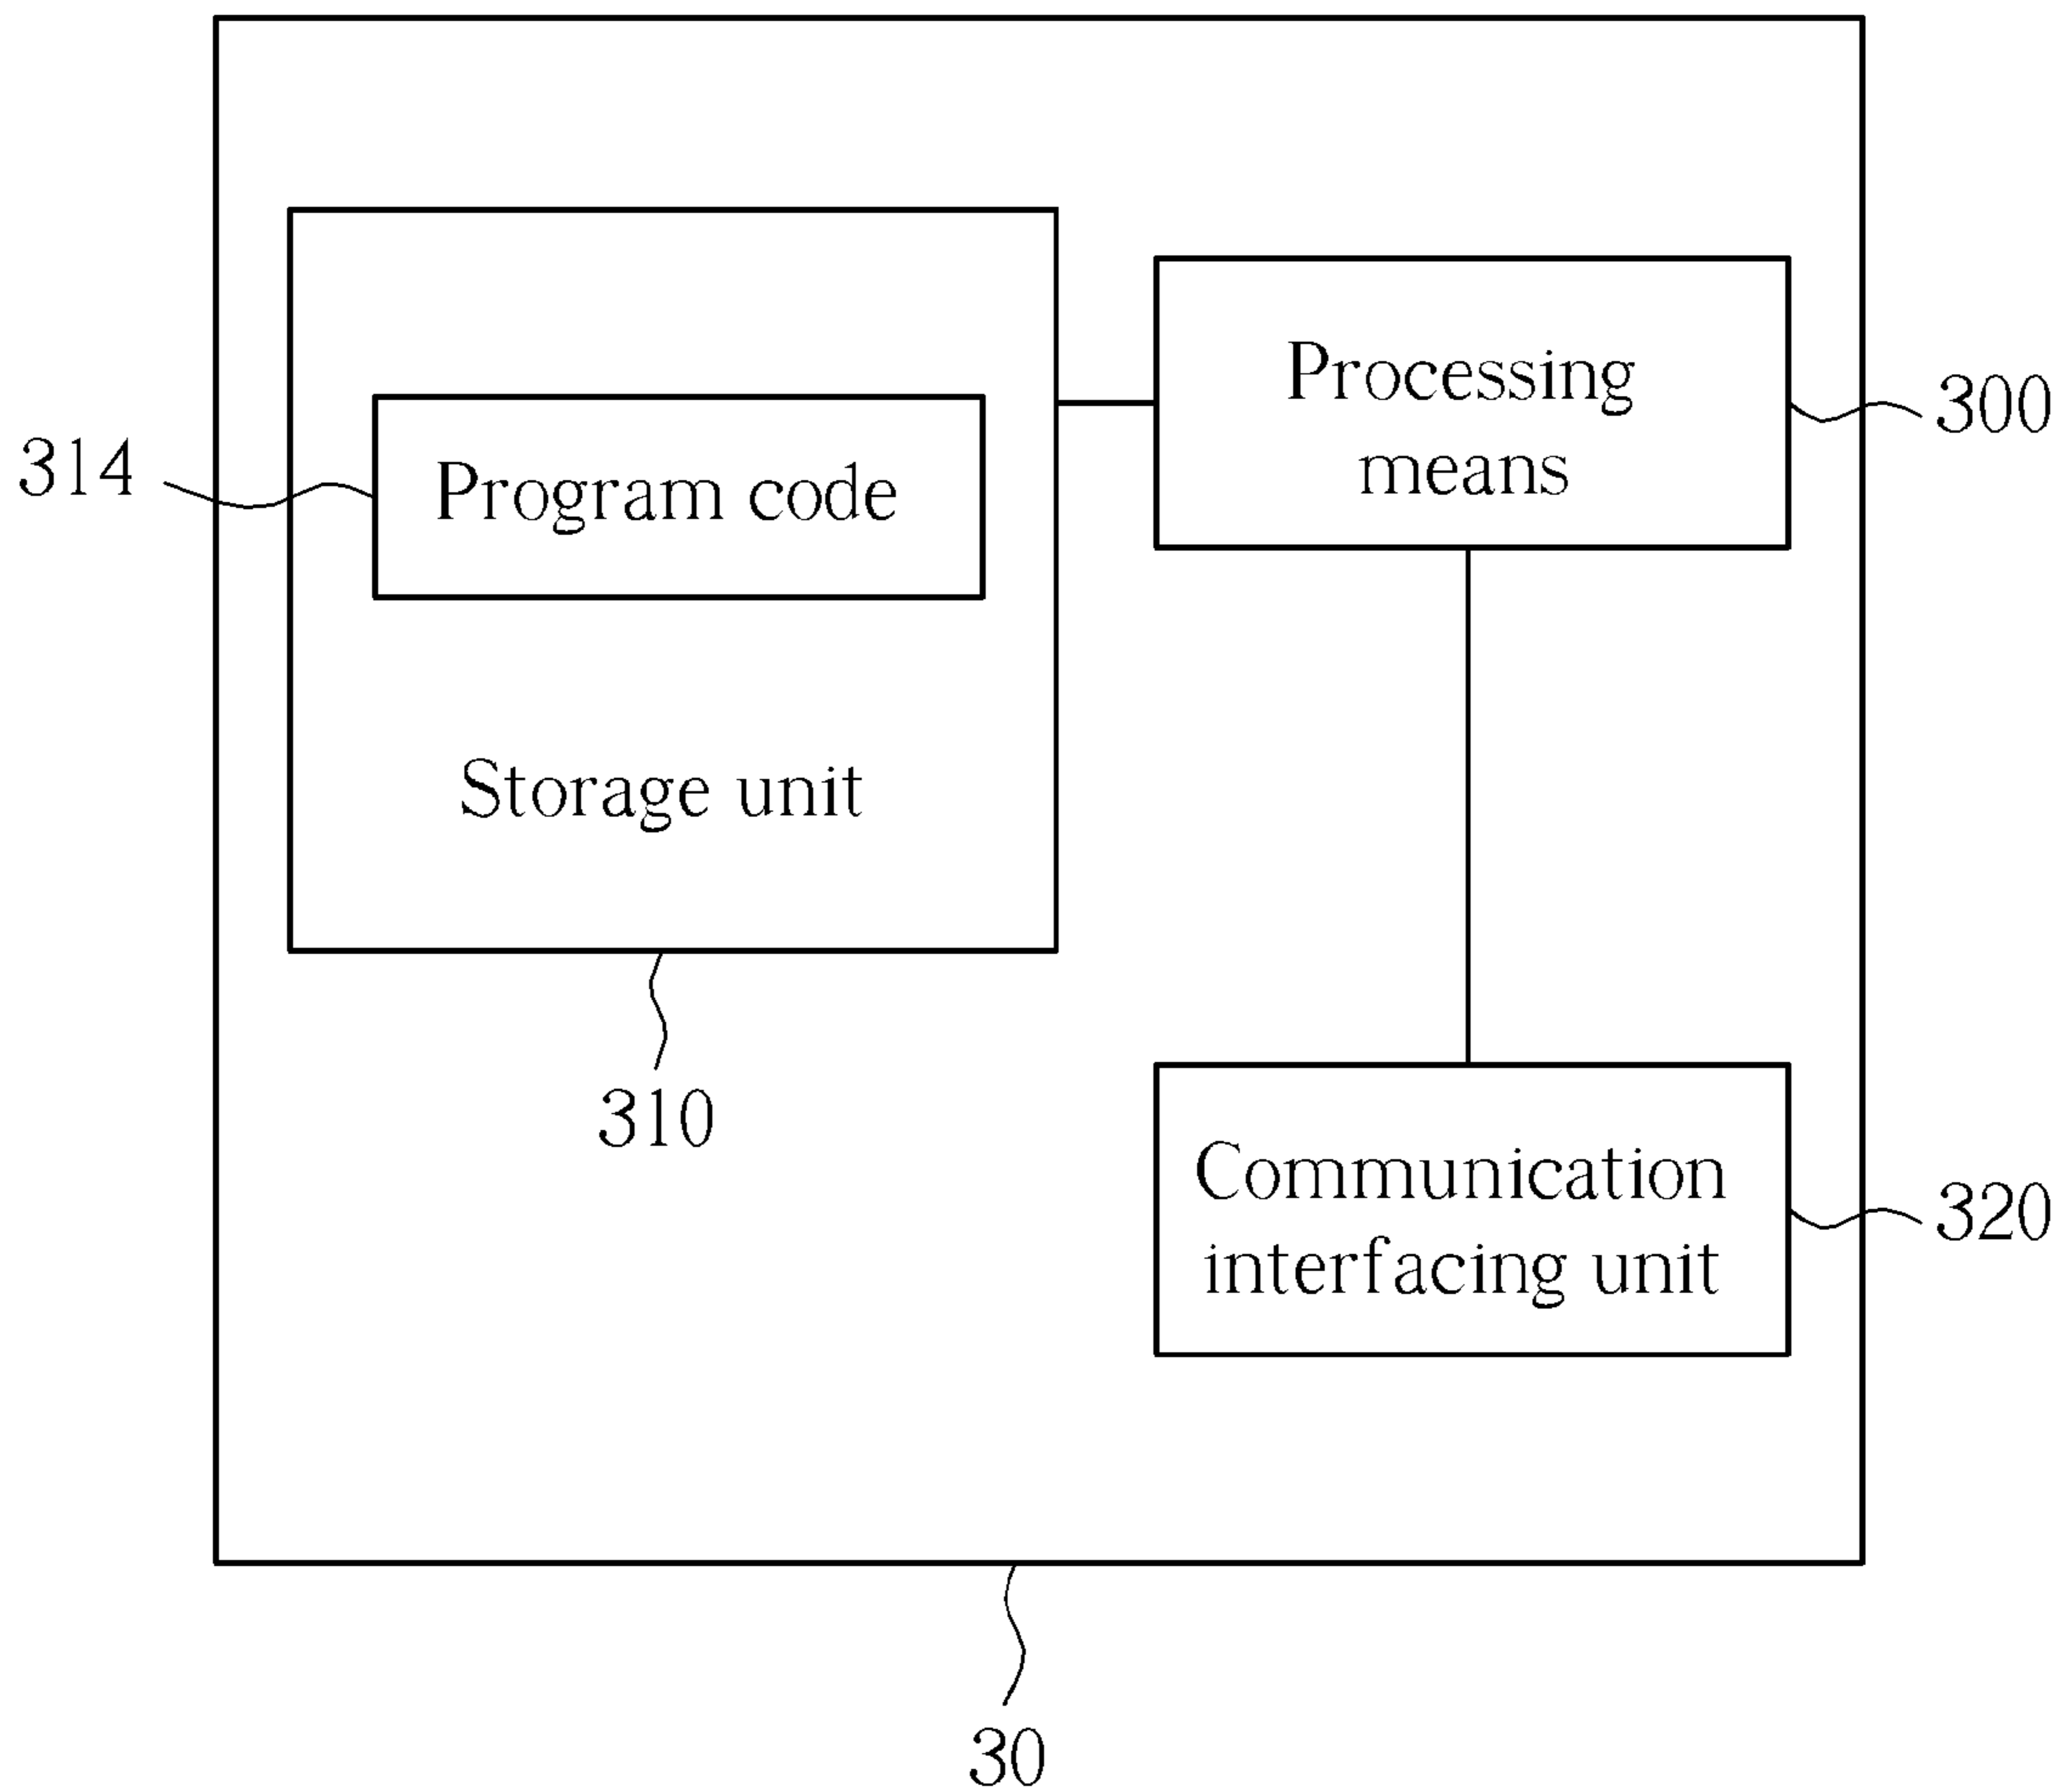 Processing
means
300
314
Program code
Storage unit
310
Communication
interfacing unit
320
30